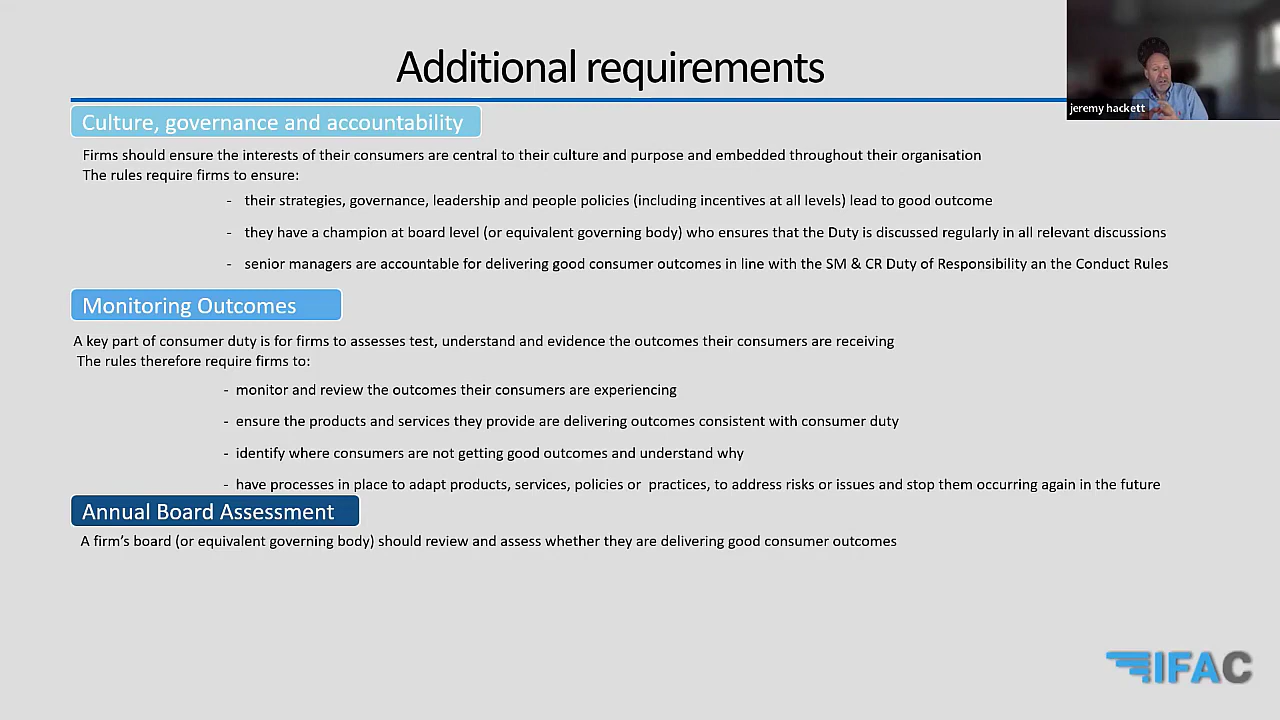 Additional requirements
jeremy hackett
Culture, governance and accountability
Firms should ensure the interests of their consumers are central to their culture and purpose and embedded throughout their organisation
The rules require firms to ensure:
- their strategies, governance, leadership and people policies (including incentives at all levels) lead to good outcome
- they have a champion at board level (or equivalent governing body) who ensures that the Duty is discussed regularly in all relevant discussions
- senior managers are accountable for delivering good consumer outcomes in line with the SM & CR Duty of Responsibility an the Conduct Rules
Monitoring Outcomes
A key part of consumer duty is for firms to assesses test, understand and evidence the outcomes their consumers are receiving
The rules therefore require firms to:
- monitor and review the outcomes their consumers are experiencing
- ensure the products and services they provide are delivering outcomes consistent with consumer duty
- identify where consumers are not getting good outcomes and understand why
- have processes in place to adapt products, services, policies or practices, to address risks or issues and stop them occurring again in the future
Annual Board Assessment
A firm's board (or equivalent governing body) should review and assess whether they are delivering good consumer outcomes
IFAC